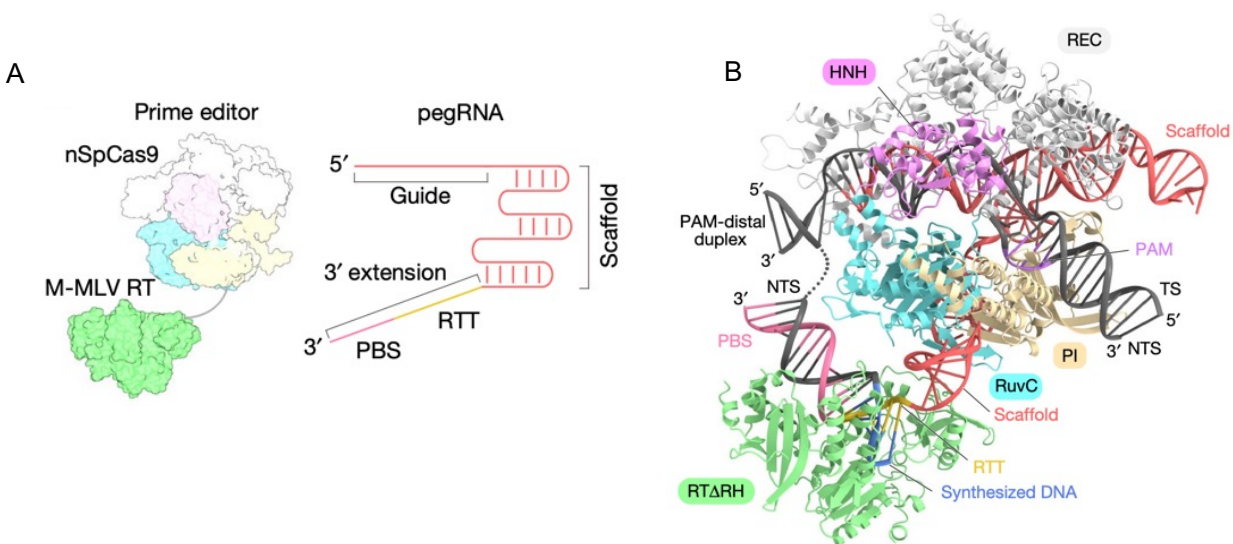 A
Prime editor
nSpCas9
M-MLV RT
pegRNA
5′
Guide
Scaffold
3′ extension
RTT
3′
PBS
B
REC
HNH
Scaffold
5′
PAM-distal
duplex
3′
PAM
NTS
3′
TS
5′
PBS
3′ NTS
PI
RuvC
Scaffold
RTT
RTΔRH
Synthesized DNA